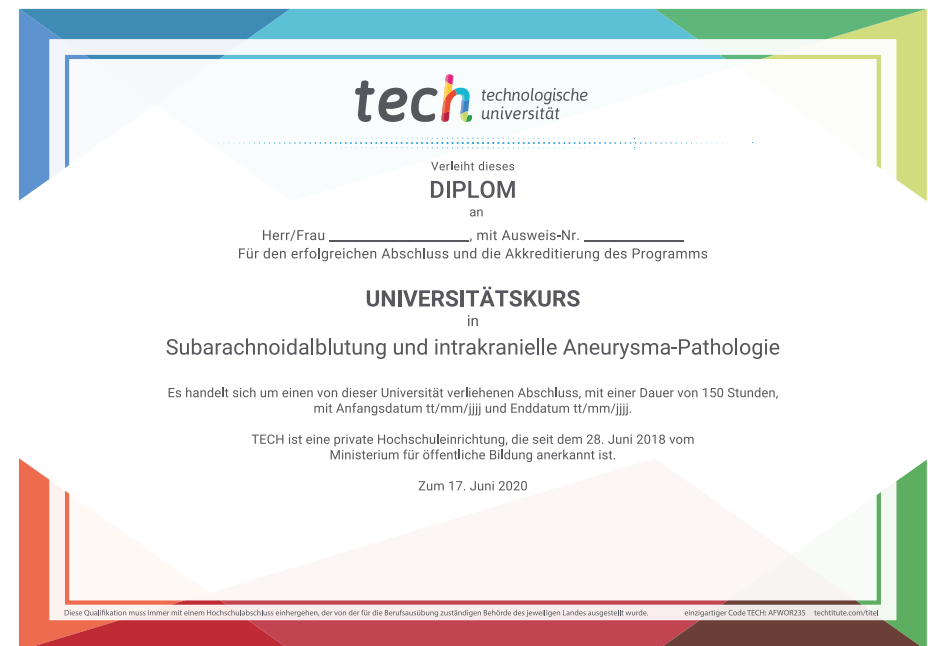 tech technologische
universität
Verleiht dieses
DIPLOM
an
Herr/Frau ____________________, mit Ausweis-Nr. ______________
Für den erfolgreichen Abschluss und die Akkreditierung des Programms
UNIVERSITÄTSKURS
in
Subarachnoidalblutung und intrakranielle Aneurysma-Pathologie
Es handelt sich um einen von dieser Universität verliehenen Abschluss, mit einer Dauer von 150 Stunden,
mit Anfangsdatum tt/mm/jjjj und Enddatum tt/mm/jjjj.
TECH ist eine private Hochschuleinrichtung, die seit dem 28. Juni 2018 vom
Ministerium für öffentliche Bildung anerkannt ist.
Zum 17. Juni 2020
Diese Qualifikation muss immer mit einem Hochschulabschluss einhergehen, der von der für die Berufsausübung zuständigen Behörde des jeweiligen Landes ausgestellt wurde. einzigartiger Code TECH: AFWOR235 techtitute.com/titel